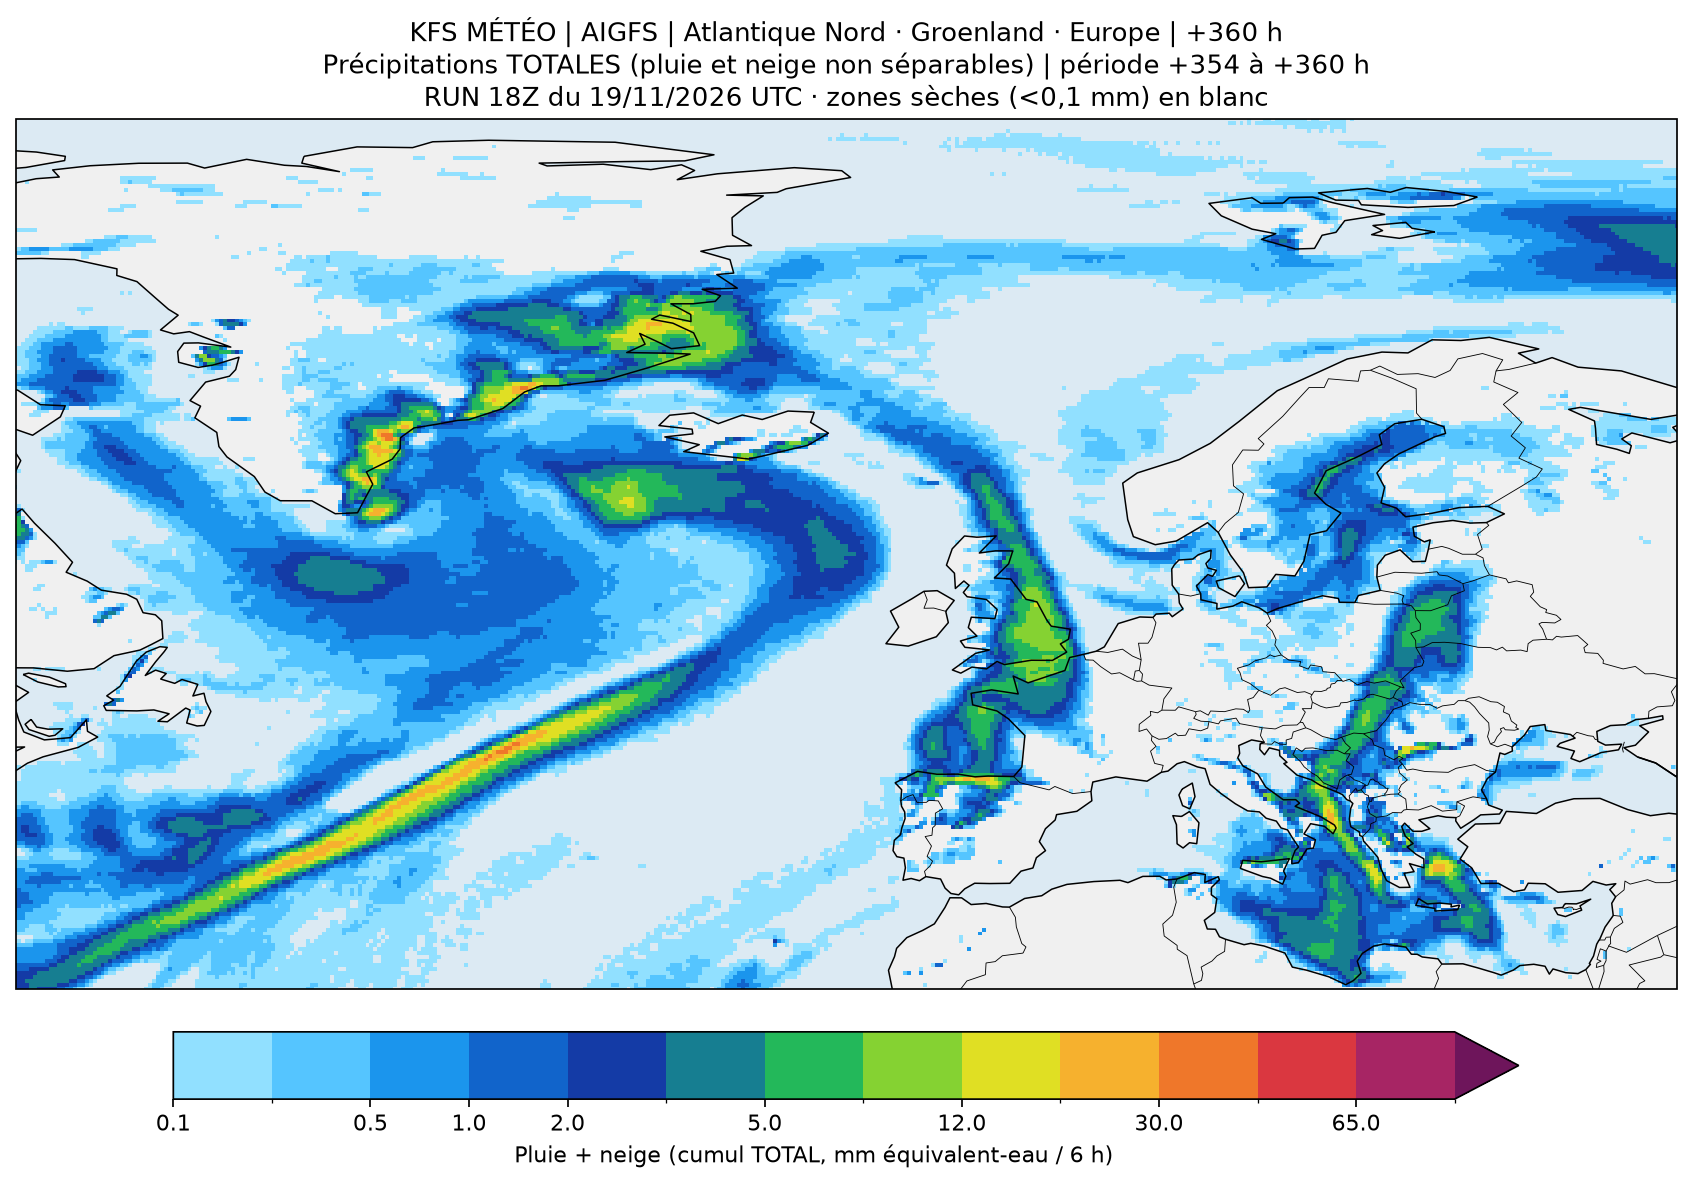 KFS MÉTÉO | AIGFS | Atlantique Nord · Groenland · Europe | +360 h
Précipitations TOTALES (pluie et neige non séparables) | période +354 à +360 h
RUN 18Z du 19/11/2026 UTC · zones sèches (<0,1 mm) en blanc
0.1 0.5 1.0 2.0 5.0 12.0 30.0 65.0
Pluie + neige (cumul TOTAL, mm équivalent-eau / 6 h)